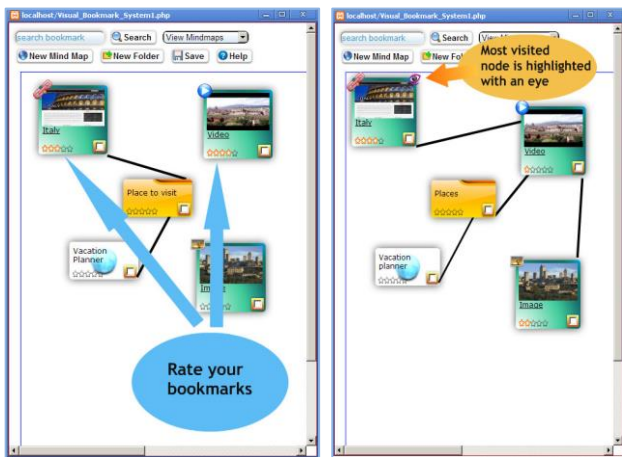 localhost/Visual_Bookmark_System1.php
search bookmark Search View Mindmaps
New Mind Map New Folder Save Help
Italy
Video
Place to visit
Vacation
Planner
Image
Rate your
bookmarks
localhost/Visual_Bookmark_System1.php
search bookmark Search
New Mind Map
Most visited
node is highlighted
with an eye
Italy
Video
Places
Vacation
planner
Image